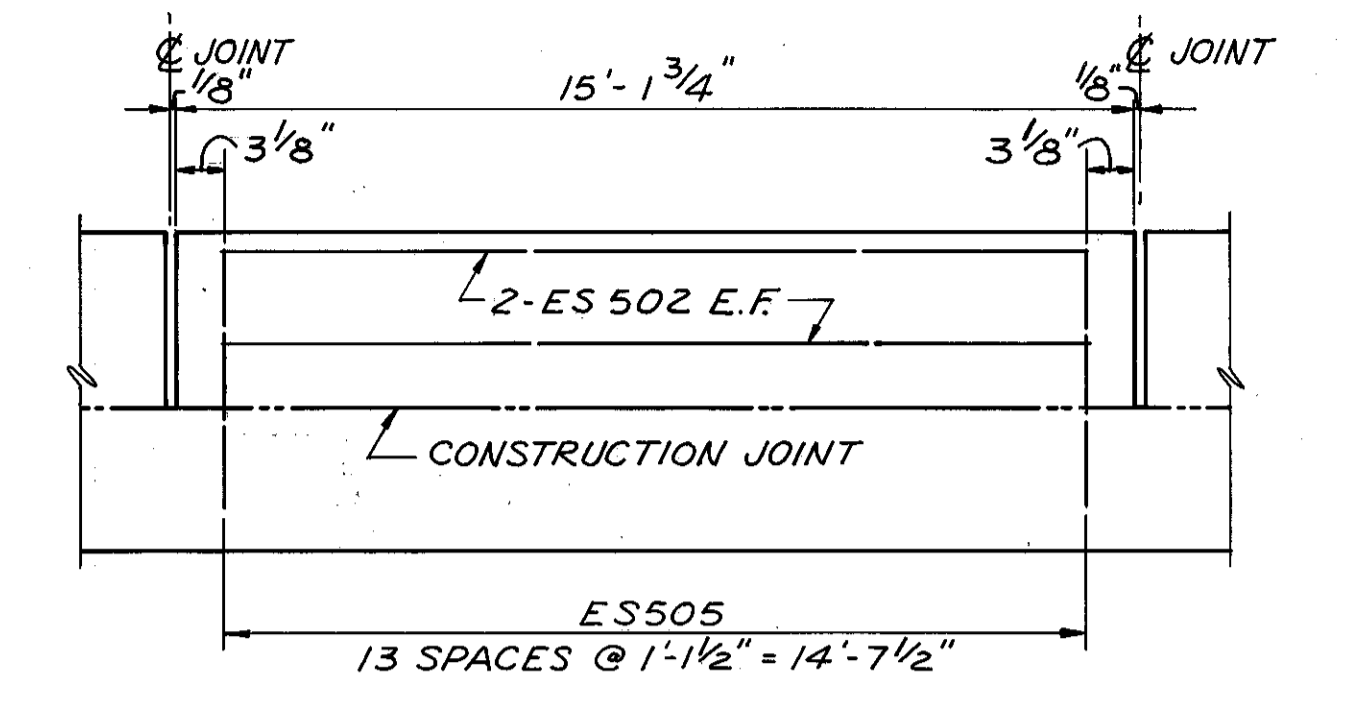 ℄ JOINT
℄ JOINT
1/8"
15'-1 3/4"
1/8"
3 1/8"
3 1/8"
2-ES 502 E.F.
CONSTRUCTION JOINT
ES505
13 SPACES @ 1'-1 1/2" = 14'-7 1/2"